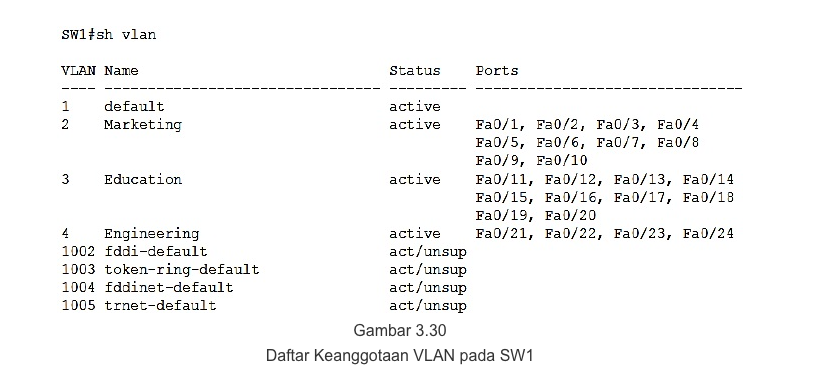 SW1#sh vlan
VLAN Name Status Ports
---- -------------------------------- --------- -------------------------------
1 default active
2 Marketing active Fa0/1, Fa0/2, Fa0/3, Fa0/4
Fa0/5, Fa0/6, Fa0/7, Fa0/8
Fa0/9, Fa0/10
3 Education active Fa0/11, Fa0/12, Fa0/13, Fa0/14
Fa0/15, Fa0/16, Fa0/17, Fa0/18
Fa0/19, Fa0/20
4 Engineering active Fa0/21, Fa0/22, Fa0/23, Fa0/24
1002 fddi-default act/unsup
1003 token-ring-default act/unsup
1004 fddinet-default act/unsup
1005 trnet-default act/unsup
Gambar 3.30
Daftar Keanggotaan VLAN pada SW1